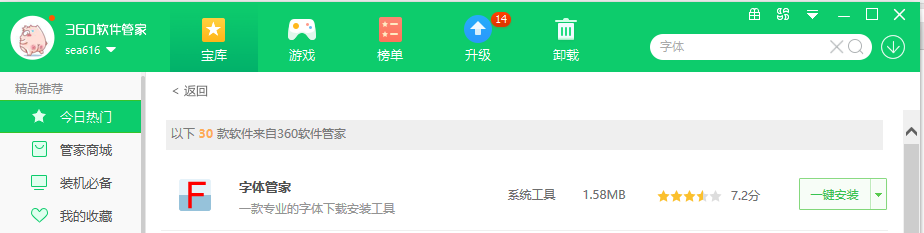 360软件管家
sea616
宝库
游戏
榜单
升级
14
卸载
字体
精品推荐
今日热门
管家商城
装机必备
我的收藏
< 返回
以下 30 款软件来自360软件管家
F
字体管家
一款专业的字体下载安装工具
系统工具
1.58MB
7.2分
一键安装